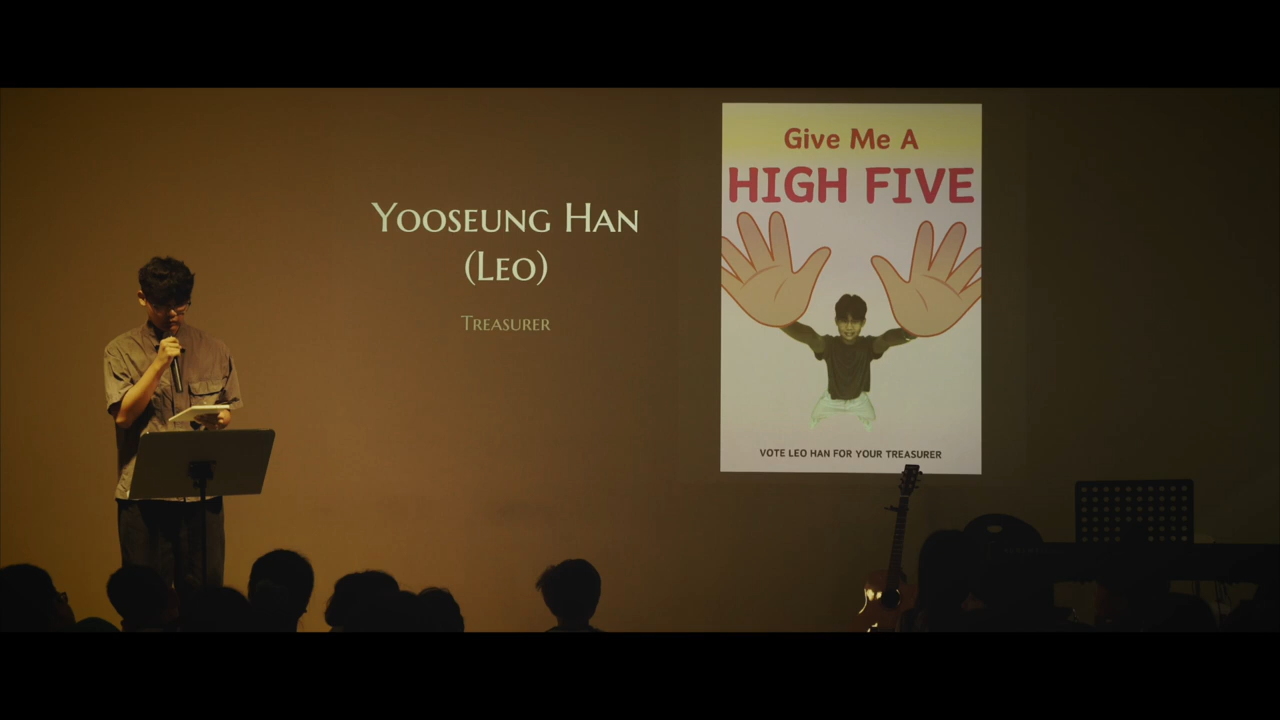 Yooseung Han
(Leo)
Treasurer
Give Me A
HIGH FIVE
VOTE LEO HAN FOR YOUR TREASURER